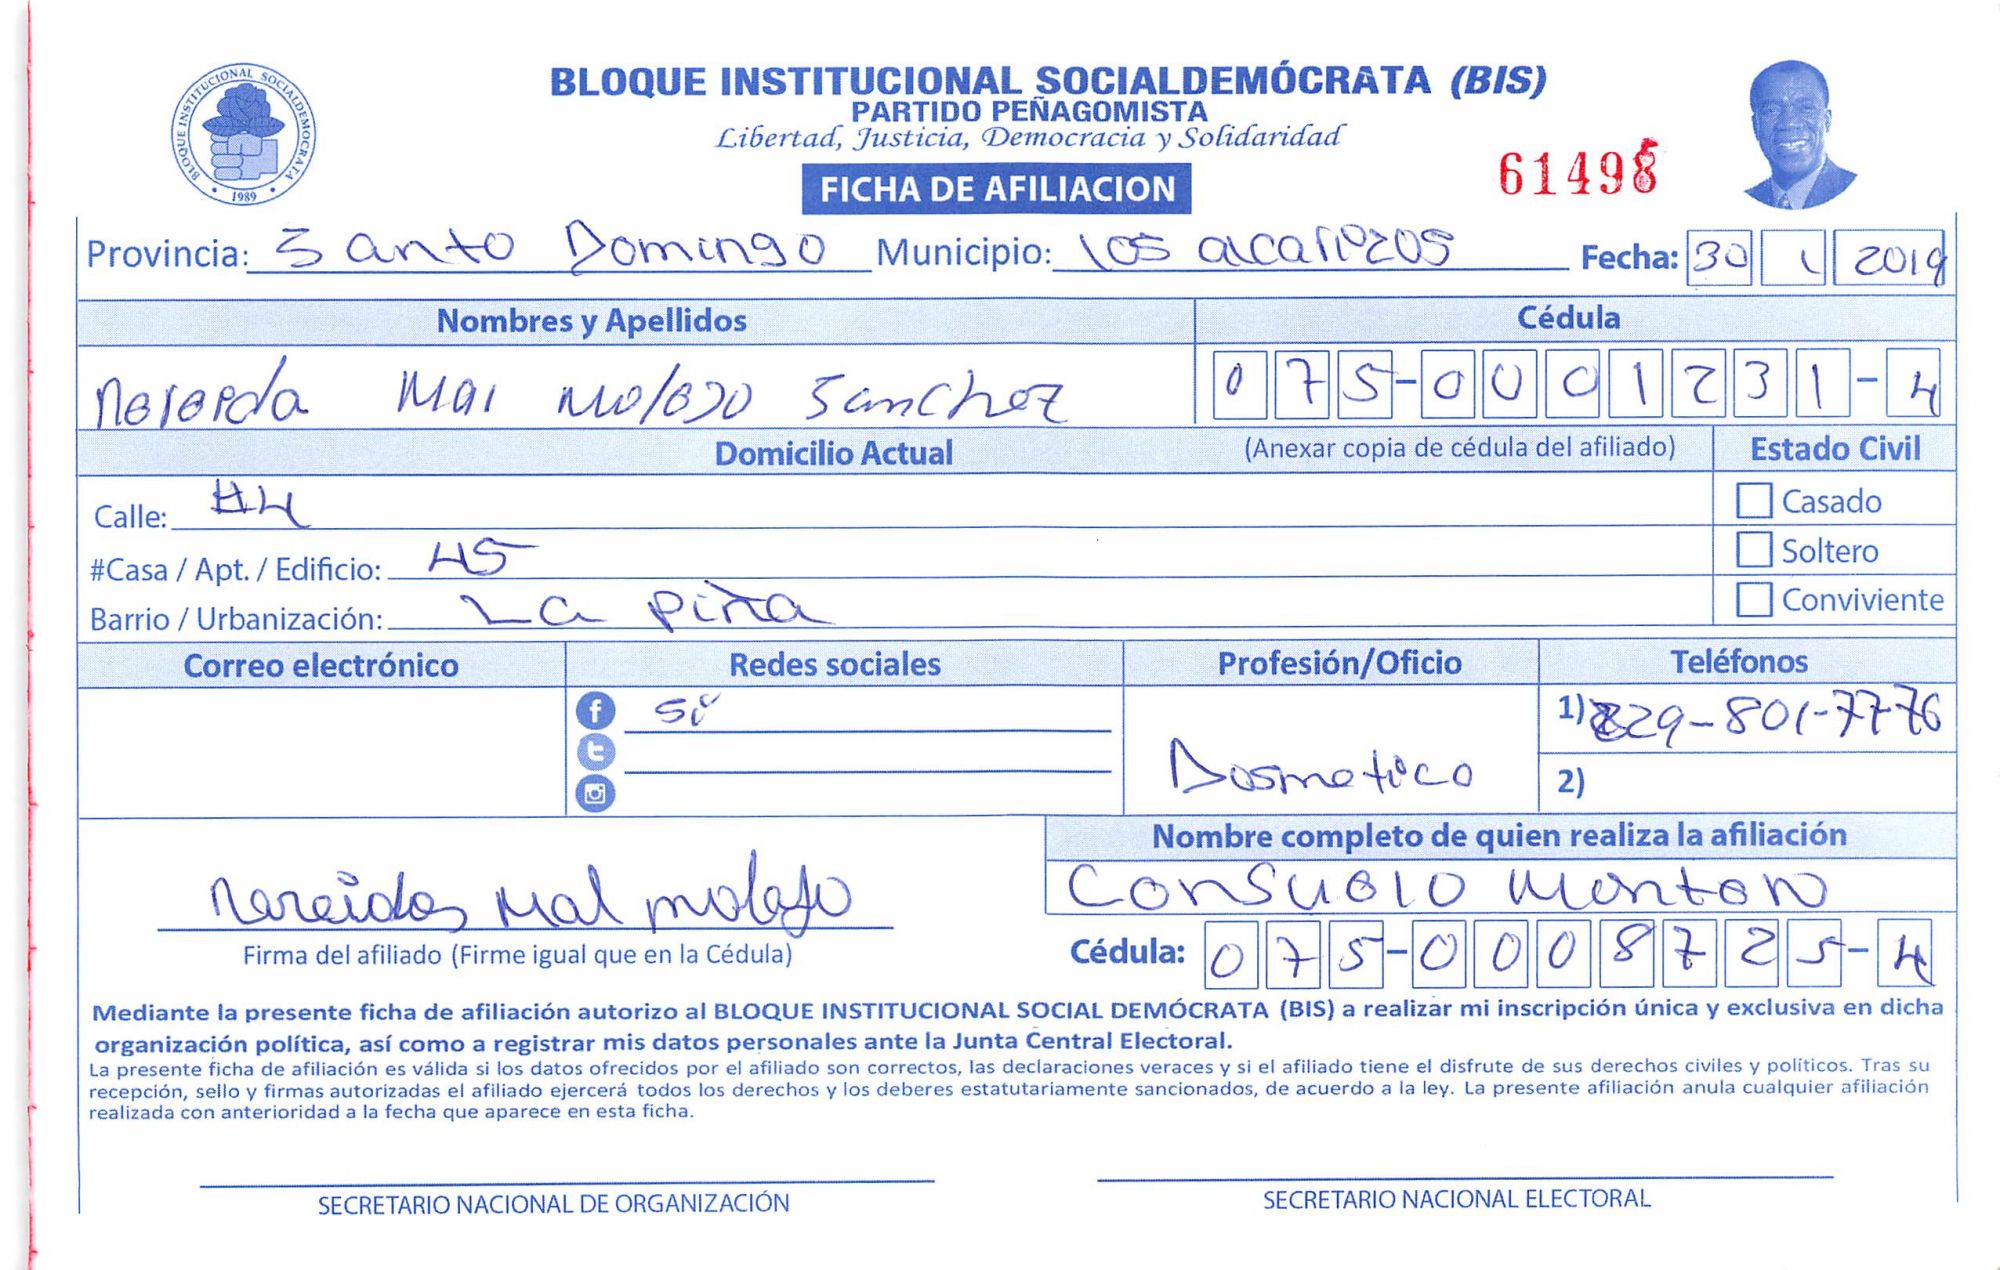 BLOQUE INSTITUCIONAL SOCIALDEMÓCRATA (BIS)
PARTIDO PEÑAGOMISTA
Libertad, Justicia, Democracia y Solidaridad
BLOQUE INSTITUCIONAL SOCIALDEMOCRATA
1989
FICHA DE AFILIACION
6149
Provincia: Santo Domingo Municipio: los alcarrizos Fecha: 30 1 2019
Nombres y Apellidos Cédula
Mal Sanchez 075-0001231-4
Domicilio Actual (Anexar copia de cédula del afiliado) Estado Civil
Calle: #4 Casado
#Casa / Apt. / Edificio: 45 Soltero
Barrio / Urbanización: La piña Conviviente
Correo electrónico Redes sociales Profesión/Oficio Teléfonos
si 1) 829-801-7776
Dosmetico 2)
Nombre completo de quien realiza la afiliación
Mal Consuelo Monton
Firma del afiliado (Firme igual que en la Cédula) Cédula: 075-0008725-4
Mediante la presente ficha de afiliación autorizo al BLOQUE INSTITUCIONAL SOCIAL DEMÓCRATA (BIS) a realizar mi inscripción única y exclusiva en dicha
organización política, así como a registrar mis datos personales ante la Junta Central Electoral.
La presente ficha de afiliación es válida si los datos ofrecidos por el afiliado son correctos, las declaraciones veraces y si el afiliado tiene el disfrute de sus derechos civiles y políticos. Tras su
recepción, sello y firmas autorizadas el afiliado ejercerá todos los derechos y los deberes estatutariamente sancionados, de acuerdo a la ley. La presente afiliación anula cualquier afiliación
realizada con anterioridad a la fecha que aparece en esta ficha.
SECRETARIO NACIONAL DE ORGANIZACIÓN SECRETARIO NACIONAL ELECTORAL